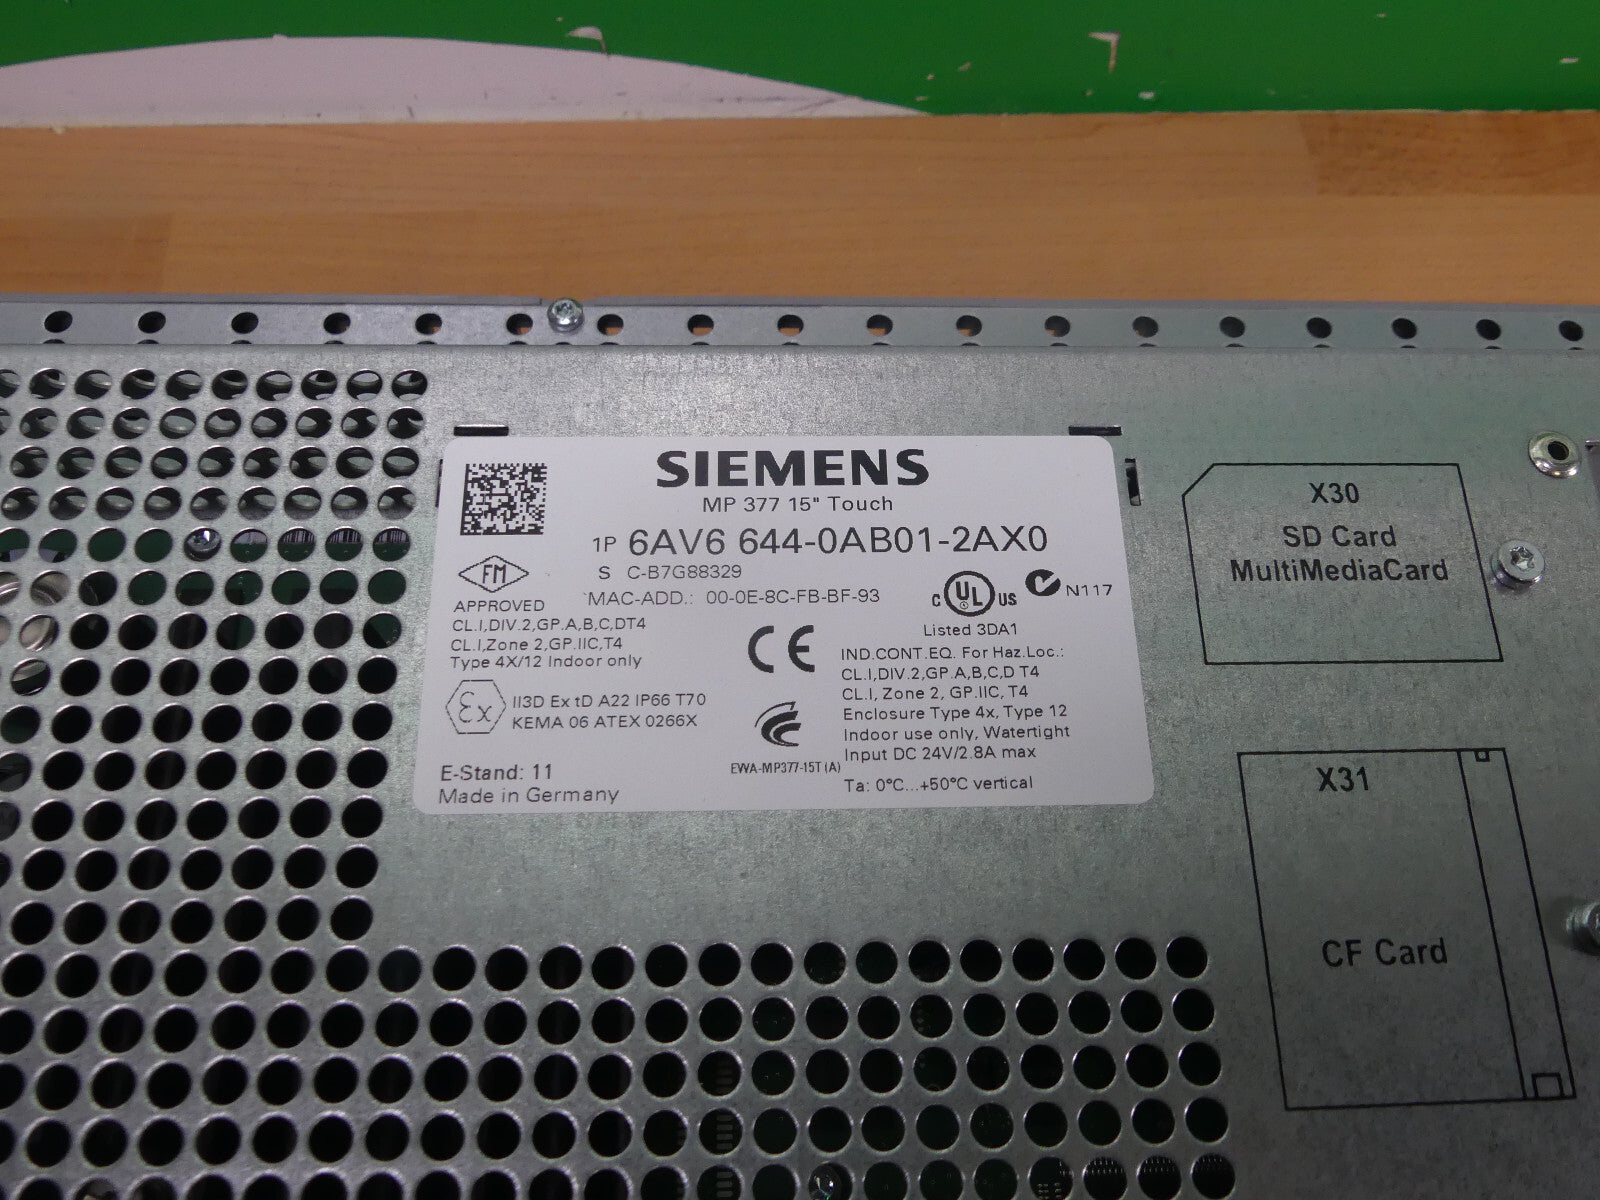 SIEMENS
MP 377 15" Touch
1P 6AV6 644-0AB01-2AX0
S C-B7G88329
MAC-ADD.: 00-0E-8C-FB-BF-93
FM
APPROVED
CL.I,DIV.2,GP.A,B,C,DT4
CL.I,Zone 2,GP.IIC,T4
Type 4X/12 Indoor only
Ex II3D Ex tD A22 IP66 T70
KEMA 06 ATEX 0266X
E-Stand: 11
Made in Germany
CE
EWA-MP377-15T(A)
C UL US N117
Listed 3DA1
IND.CONT.EQ. For Haz.Loc.:
CL.I,DIV.2,GP.A,B,C,D T4
CL.I, Zone 2, GP.IIC, T4
Enclosure Type 4x, Type 12
Indoor use only, Watertight
Input DC 24V/2.8A max
Ta: 0°C...+50°C vertical
X30
SD Card
MultiMediaCard
X31
CF Card